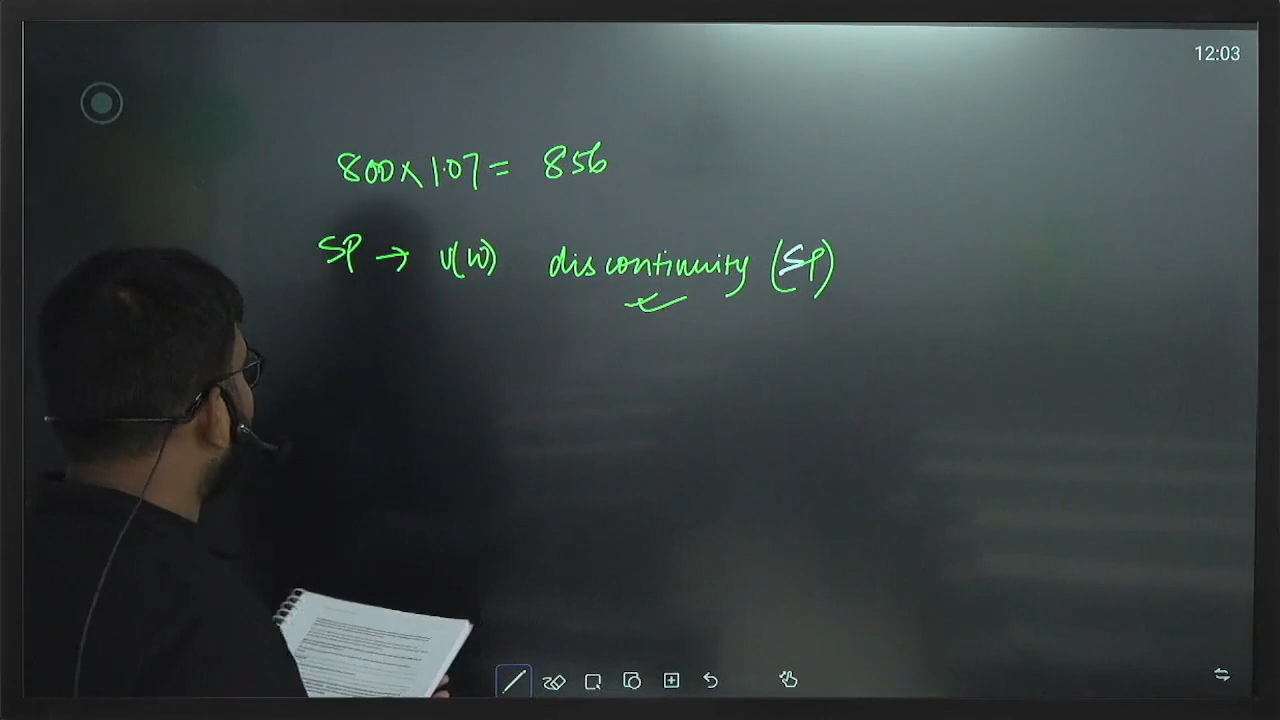 12:03
800 x 1.07 = 856
SP → U(W) discontinuity (SP)